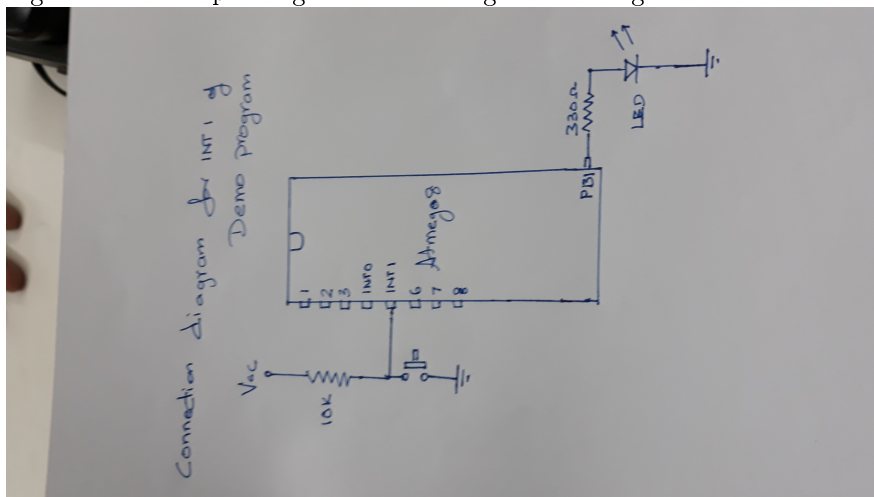 Connection diagram for INT1 of
Demo program
Vcc
10K
1
2
3
INT0
INT1
6
7
8
Atmega8
PB1
330Ω
LED